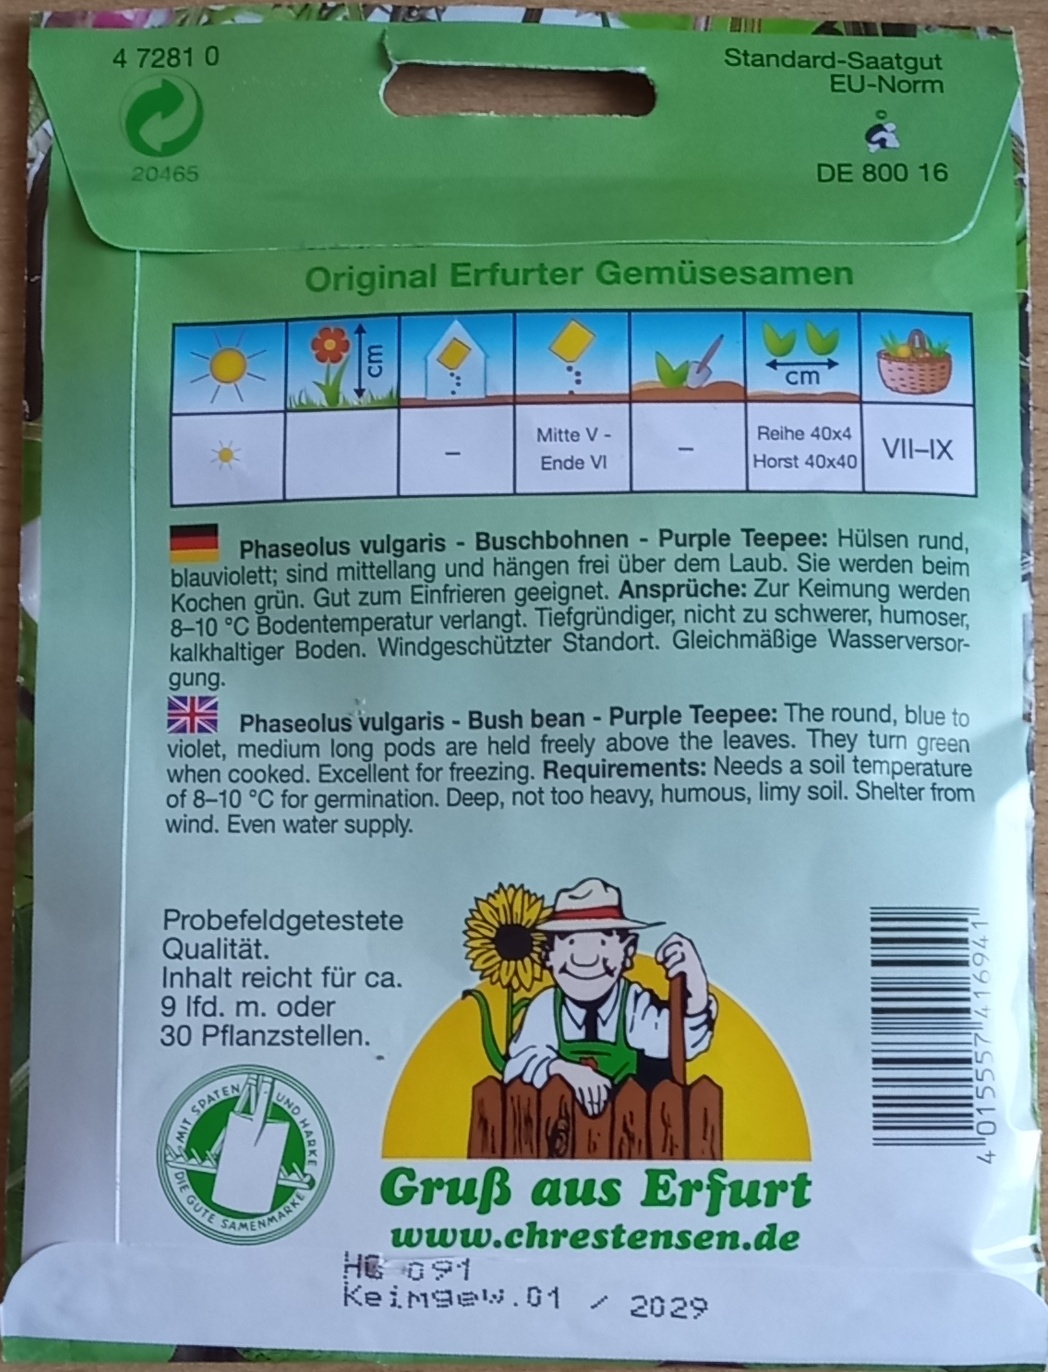 4 7281 0
20465
Standard-Saatgut
EU-Norm
DE 800 16
Original Erfurter Gemüsesamen
cm
cm
–
Mitte V -
Ende VI
–
Reihe 40x4
Horst 40x40
VII–IX
Phaseolus vulgaris - Buschbohnen - Purple Teepee: Hülsen rund,
blauviolett; sind mittellang und hängen frei über dem Laub. Sie werden beim
Kochen grün. Gut zum Einfrieren geeignet. Ansprüche: Zur Keimung werden
8–10 °C Bodentemperatur verlangt. Tiefgründiger, nicht zu schwerer, humoser,
kalkhaltiger Boden. Windgeschützter Standort. Gleichmäßige Wasserversor-
gung.
Phaseolus vulgaris - Bush bean - Purple Teepee: The round, blue to
violet, medium long pods are held freely above the leaves. They turn green
when cooked. Excellent for freezing. Requirements: Needs a soil temperature
of 8–10 °C for germination. Deep, not too heavy, humous, limy soil. Shelter from
wind. Even water supply.
Probefeldgetestete
Qualität.
Inhalt reicht für ca.
9 lfd. m. oder
30 Pflanzstellen.
MIT SPATEN UND HARKE
DIE GUTE SAMENMARKE
Gruß aus Erfurt
www.chrestensen.de
4 015557 416941
HG 091
Keimgew.01 / 2029